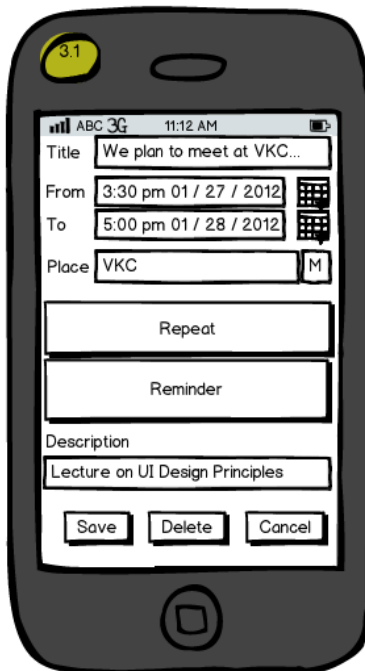 3.1
ABC 3G 11:12 AM
Title We plan to meet at VKC...
From 3:30 pm 01 / 27 / 2012
To 5:00 pm 01 / 28 / 2012
Place VKC M
Repeat
Reminder
Description
Lecture on UI Design Principles
Save Delete Cancel